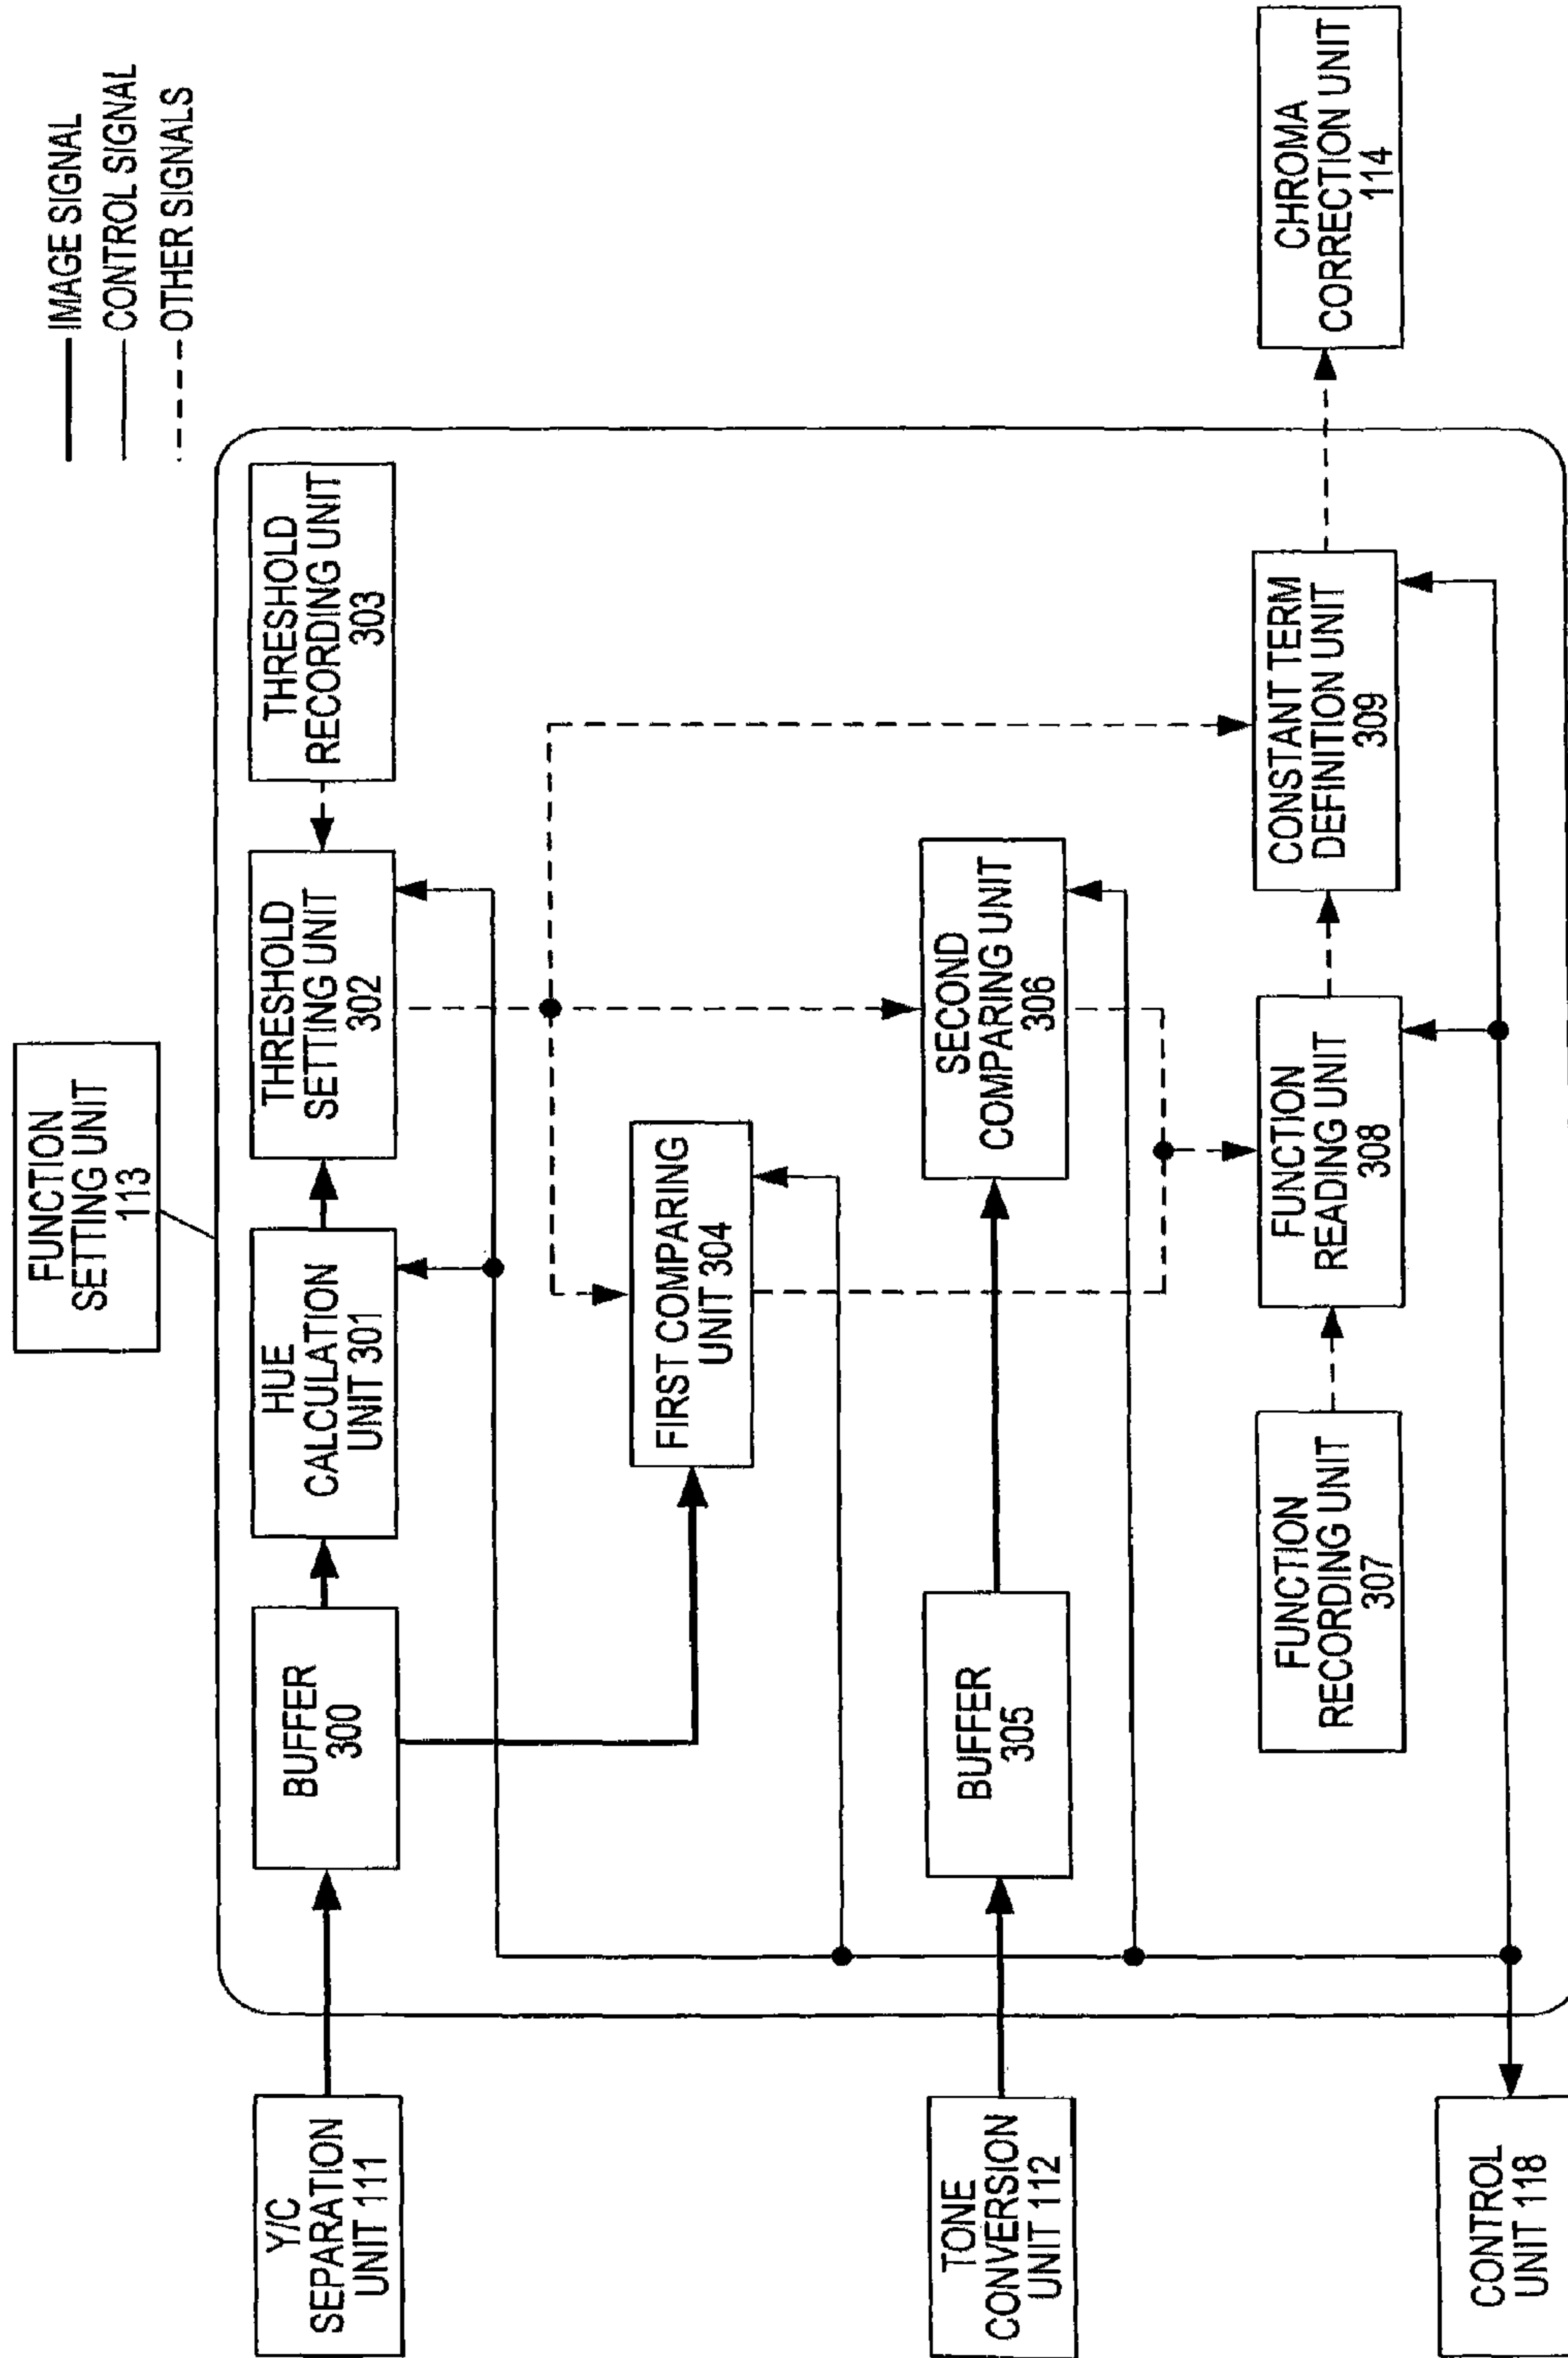 IMAGE SIGNAL
CONTROL SIGNAL
OTHER SIGNALS
FUNCTION
SETTING UNIT
113
Y/C
SEPARATION
UNIT 111
BUFFER
300
HUE
CALCULATION
UNIT 301
THRESHOLD
SETTING UNIT
302
THRESHOLD
RECORDING UNIT
303
FIRST COMPARING
UNIT 304
TONE
CONVERSION
UNIT 112
BUFFER
305
SECOND
COMPARING UNIT
306
CONTROL
UNIT 118
FUNCTION
RECORDING UNIT
307
FUNCTION
READING UNIT
308
CONSTANT TERM
DEFINITION UNIT
309
CHROMA
CORRECTION UNIT
114